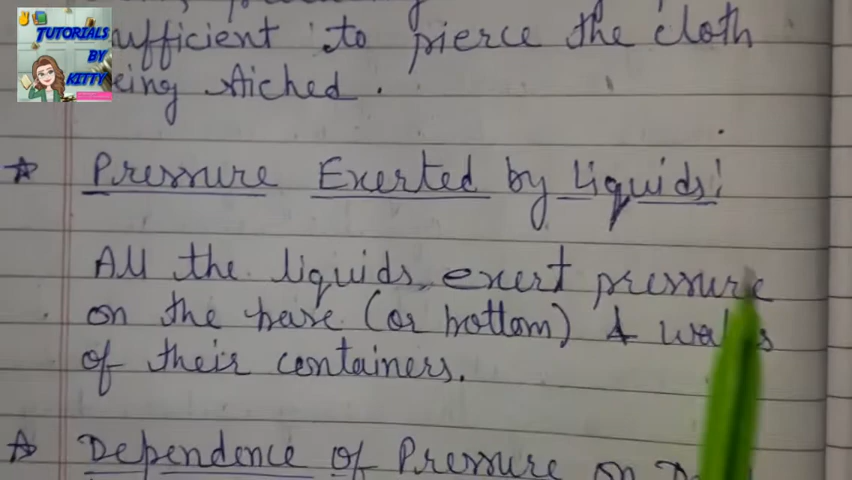 TUTORIALS
BY
KITTY
sufficient to pierce the cloth
being stiched.
☆ Pressure Exerted by Liquids:
All the liquids exert pressure
on the base (or bottom) & walls
of their containers.
☆ Dependence of Pressure on